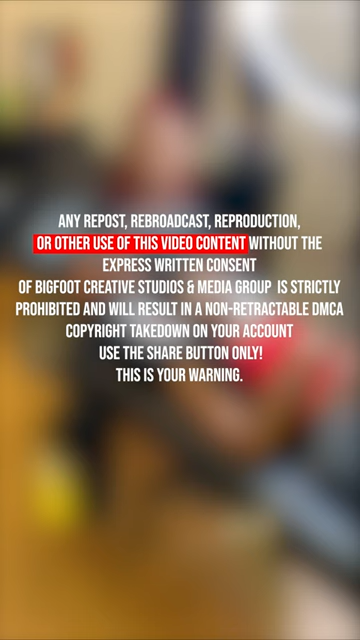 ANY REPOST, REBROADCAST, REPRODUCTION,
OR OTHER USE OF THIS VIDEO CONTENT WITHOUT THE
EXPRESS WRITTEN CONSENT
OF BIGFOOT CREATIVE STUDIOS & MEDIA GROUP IS STRICTLY
PROHIBITED AND WILL RESULT IN A NON-RETRACTABLE DMCA
COPYRIGHT TAKEDOWN ON YOUR ACCOUNT
USE THE SHARE BUTTON ONLY!
THIS IS YOUR WARNING.